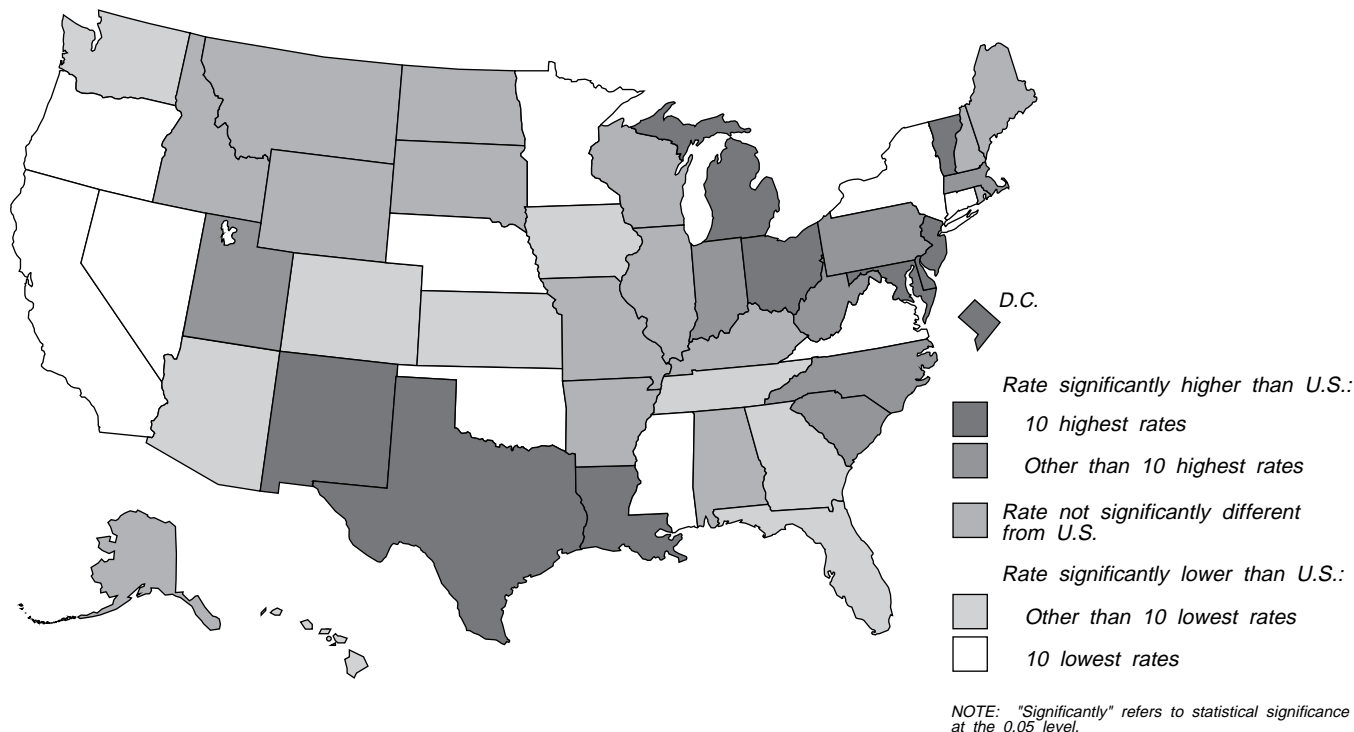 D.C.
Rate significantly higher than U.S.:
10 highest rates
Other than 10 highest rates
Rate not significantly different
from U.S.
Rate significantly lower than U.S.:
Other than 10 lowest rates
10 lowest rates
NOTE: "Significantly" refers to statistical significance
at the 0.05 level.